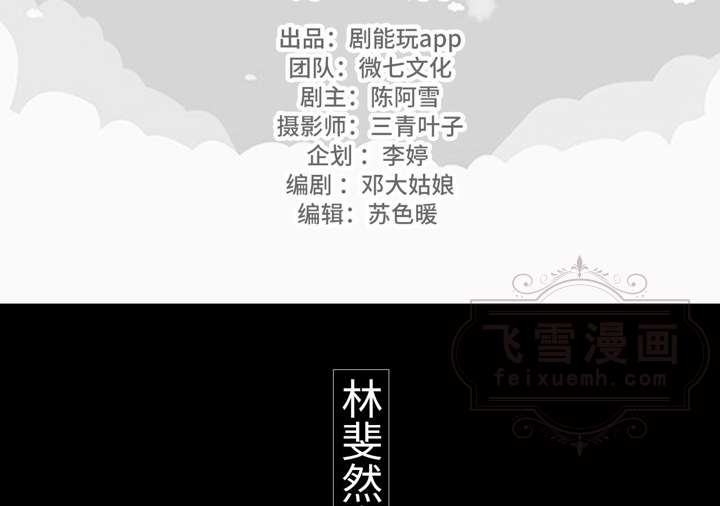 出品：剧能玩app
团队：微七文化
剧主：陈阿雪
摄影师：三青叶子
企划：李婷
编剧：邓大姑娘
编辑：苏色暖
飞雪漫画
feixuemh.com
林斐然